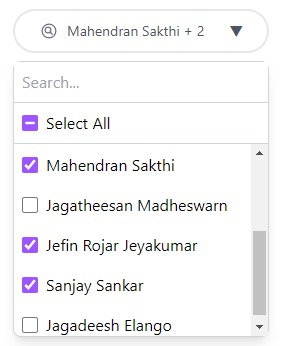 Mahendran Sakthi + 2
Search...
Select All
Mahendran Sakthi
Jagatheesan Madheswarn
Jefin Rojar Jeyakumar
Sanjay Sankar
Jagadeesh Elango